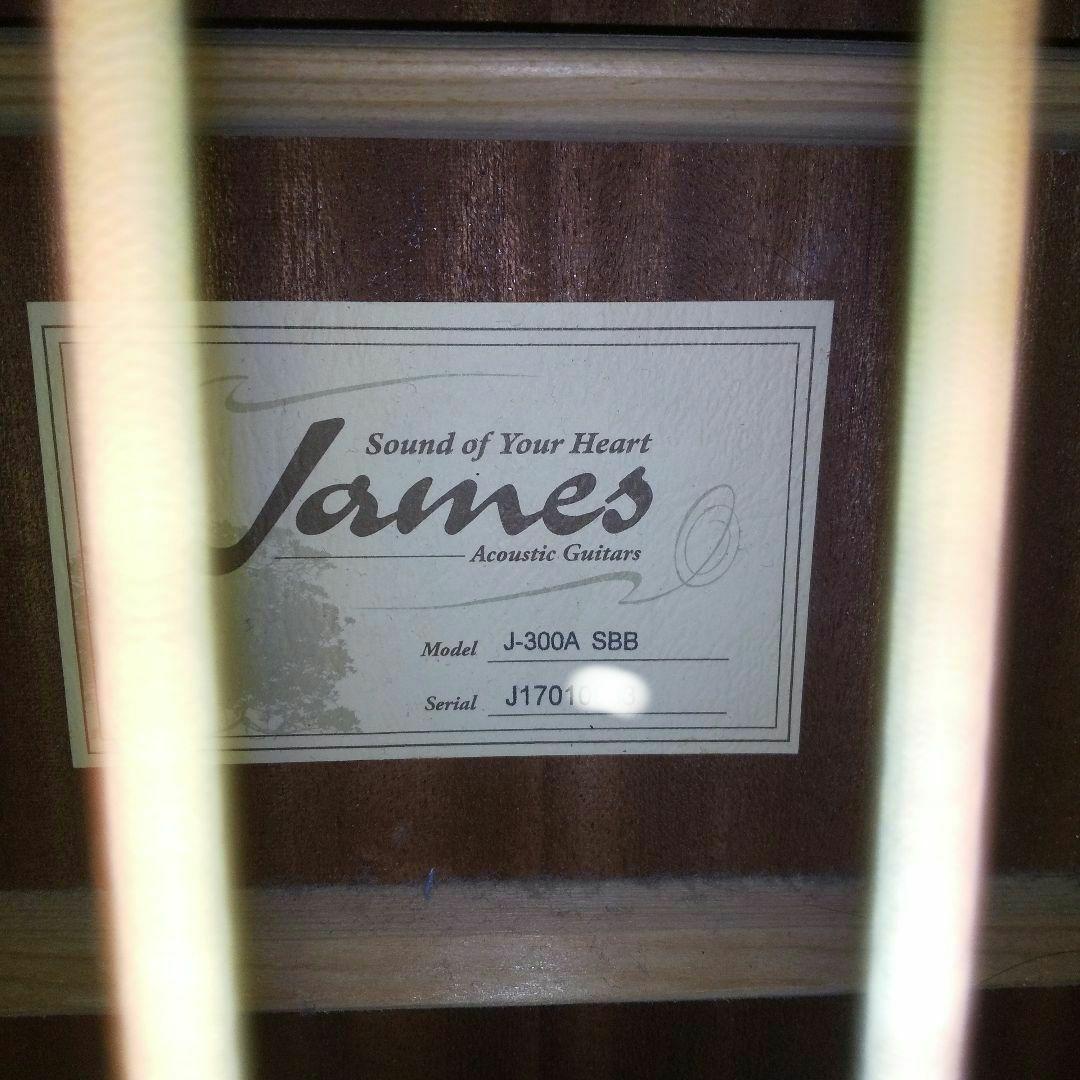 Sound of Your Heart
James
Acoustic Guitars
Model J-300A SBB
Serial